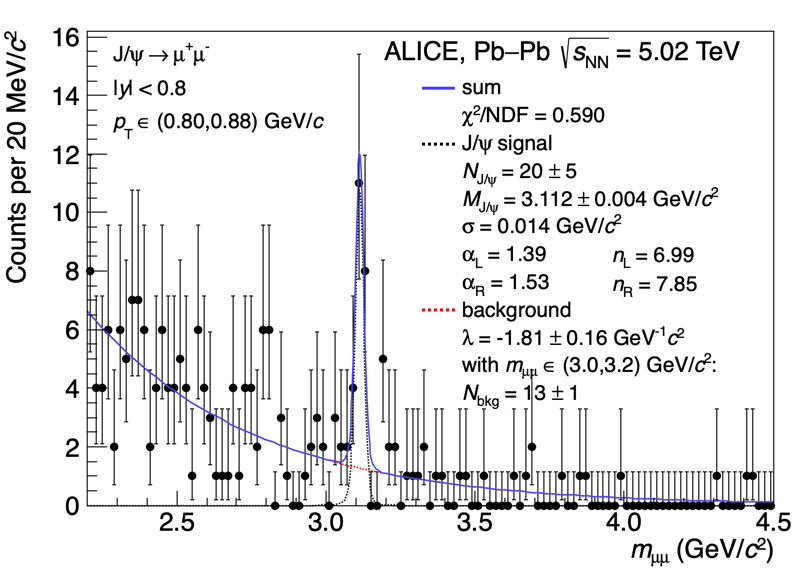 Counts per 20 MeV/c²
16
14
12
10
8
6
4
2
0
J/ψ → μ⁺μ⁻
|y| < 0.8
p_T ∈ (0.80,0.88) GeV/c
ALICE, Pb–Pb √s_NN = 5.02 TeV
sum
χ²/NDF = 0.590
J/ψ signal
N_J/ψ = 20 ± 5
M_J/ψ = 3.112 ± 0.004 GeV/c²
σ = 0.014 GeV/c²
α_L = 1.39 n_L = 6.99
α_R = 1.53 n_R = 7.85
background
λ = -1.81 ± 0.16 GeV⁻¹c²
with m_μμ ∈ (3.0,3.2) GeV/c²:
N_bkg = 13 ± 1
2.5 3.0 3.5 4.0 4.5
m_μμ (GeV/c²)